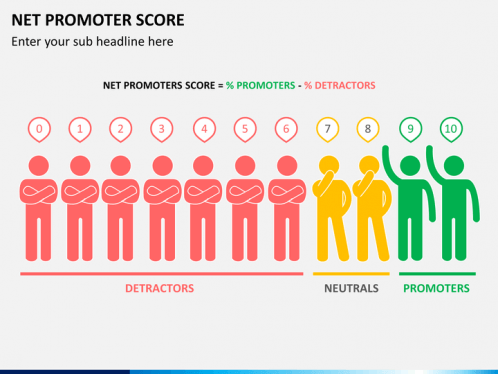 NET PROMOTER SCORE
Enter your sub headline here
NET PROMOTERS SCORE = % PROMOTERS - % DETRACTORS
0 1 2 3 4 5 6 7 8 9 10
DETRACTORS NEUTRALS PROMOTERS